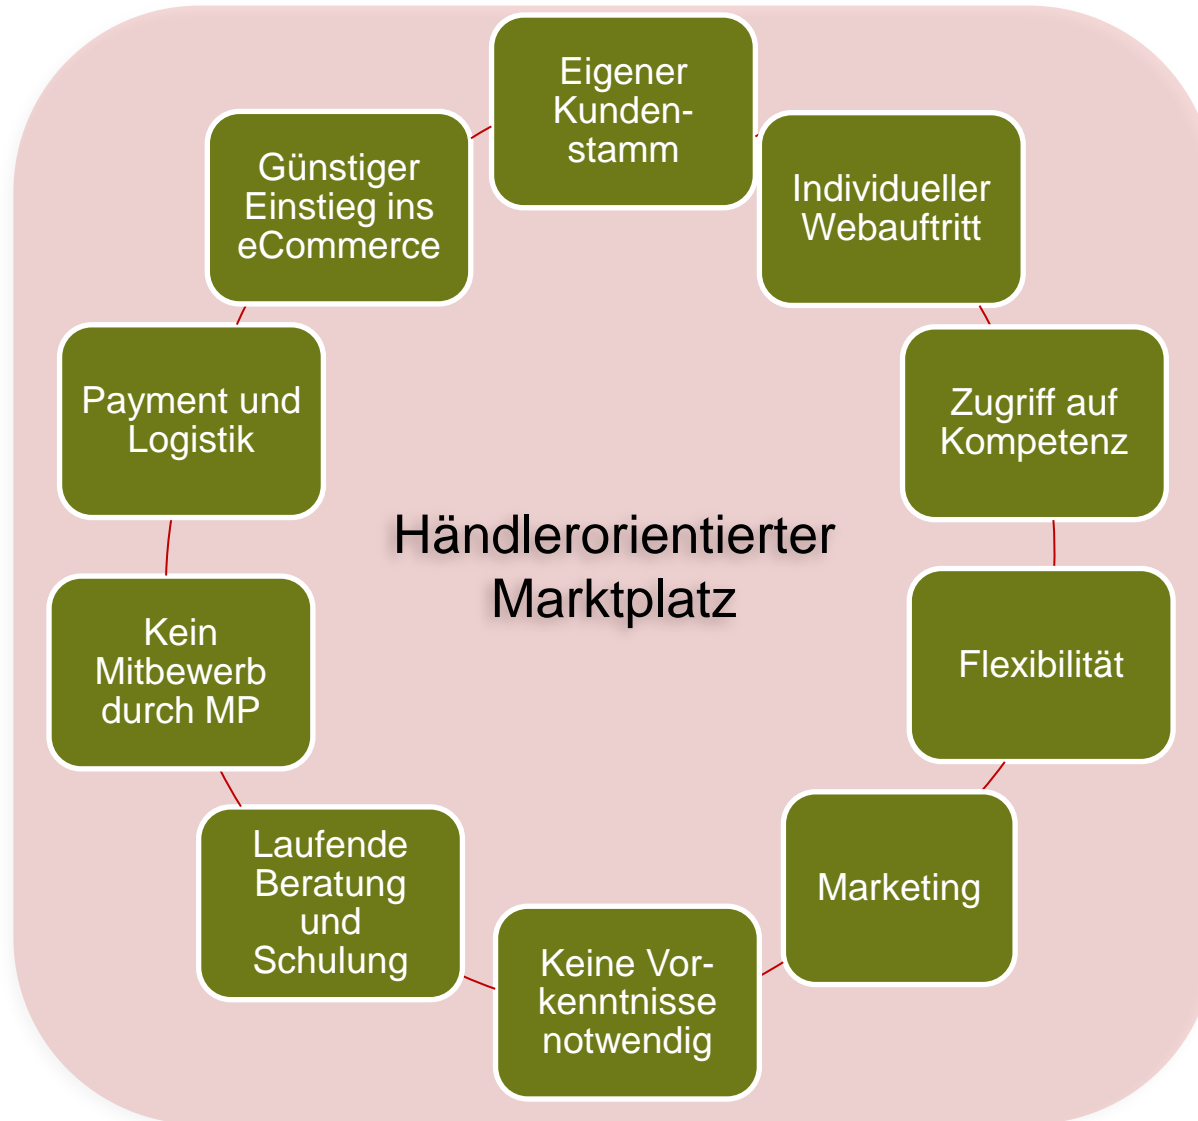 Eigener
Kunden-
stamm
Individueller
Webauftritt
Zugriff auf
Kompetenz
Flexibilität
Marketing
Keine Vor-
kenntnisse
notwendig
Laufende
Beratung
und
Schulung
Kein
Mitbewerb
durch MP
Payment und
Logistik
Günstiger
Einstieg ins
eCommerce
Händlerorientierter
Marktplatz